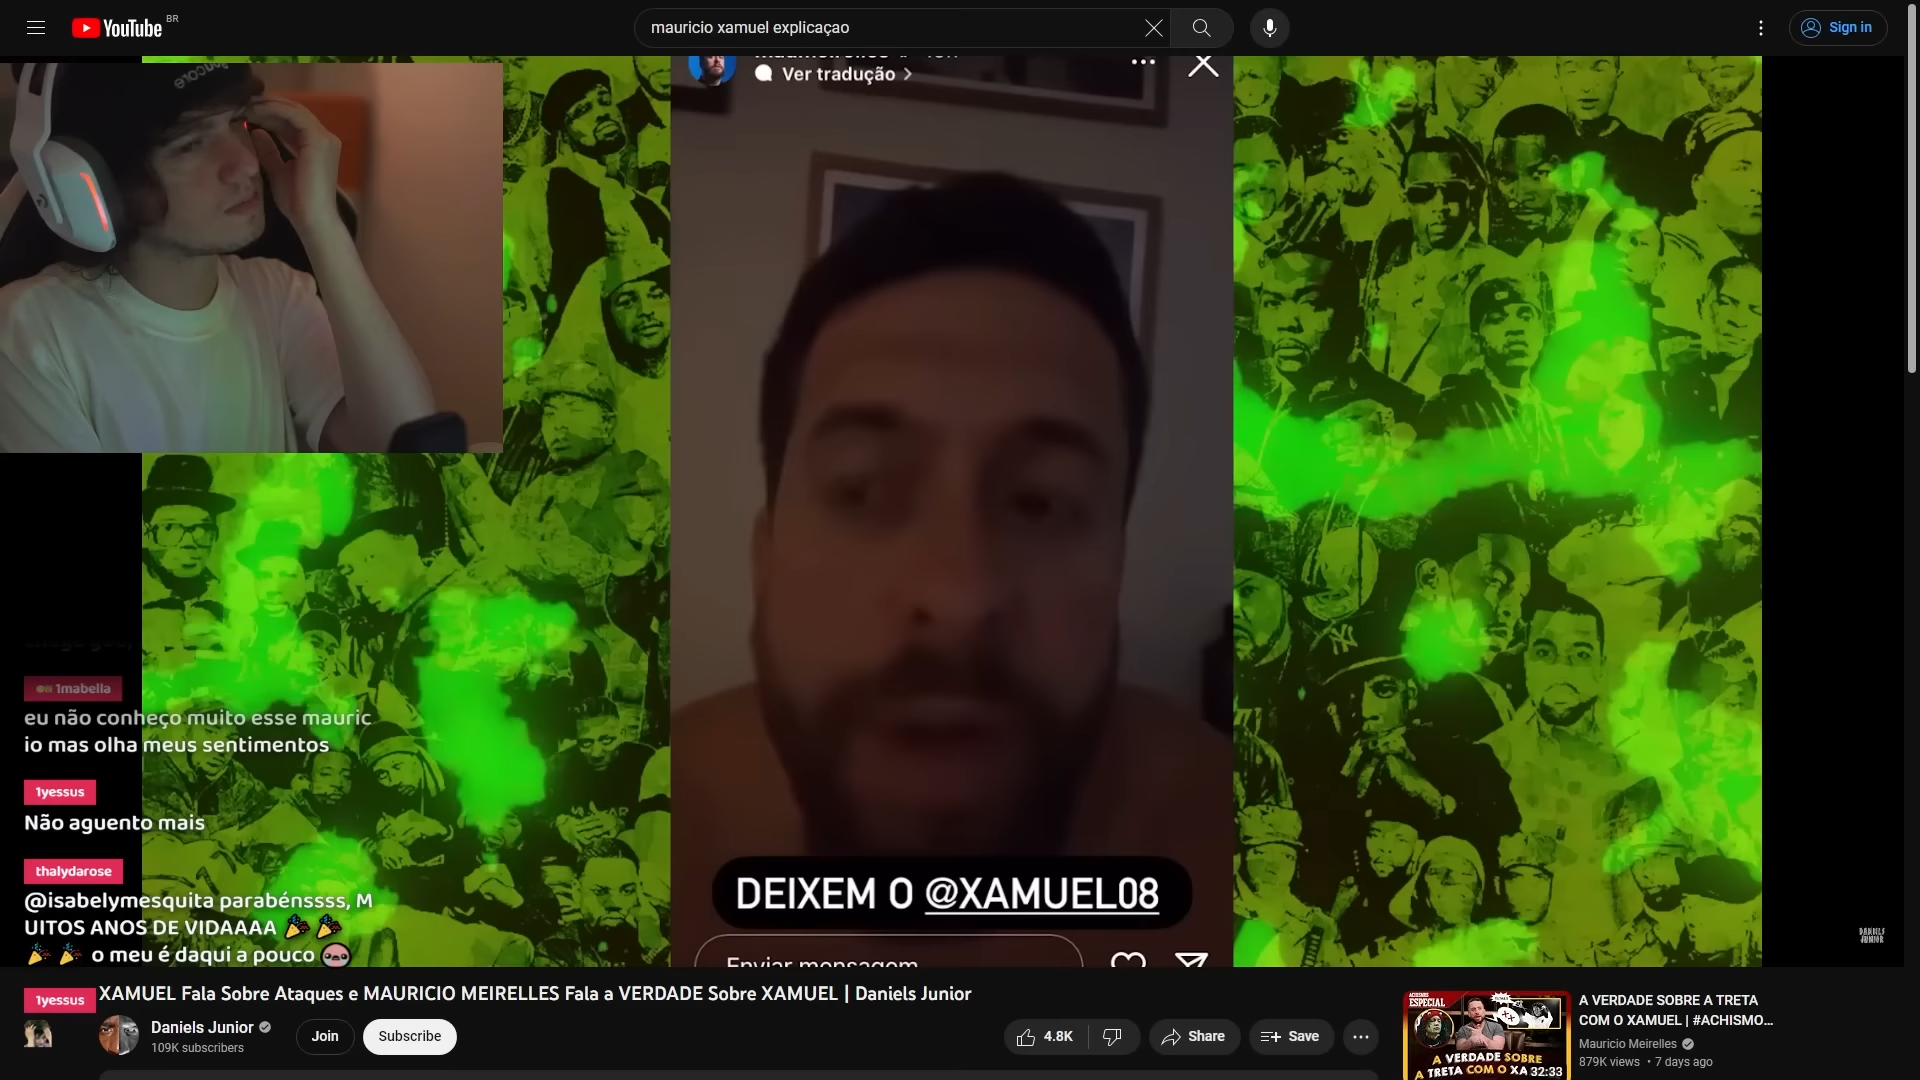 YouTube
BR
mauricio xamuel explicaçao
Sign in
Ver tradução
DEIXEM O @XAMUEL08
Enviar mensagem
1mabella
eu não conheço muito esse mauric
io mas olha meus sentimentos
1yessus
Não aguento mais
thalydarose
@isabelymesquita parabénssss, M
UITOS ANOS DE VIDAAAA 🎉 🎉
🎉 🎉 o meu é daqui a pouco
1yessus
DANIELS
JUNIOR
XAMUEL Fala Sobre Ataques e MAURICIO MEIRELLES Fala a VERDADE Sobre XAMUEL | Daniels Junior
Daniels Junior
109K subscribers
Join
Subscribe
4.8K
Share
Save
ESPECIAL
A VERDADE SOBRE
A TRETA COM O XA
32:33
A VERDADE SOBRE A TRETA
COM O XAMUEL | #ACHISMO...
Mauricio Meirelles
879K views • 7 days ago